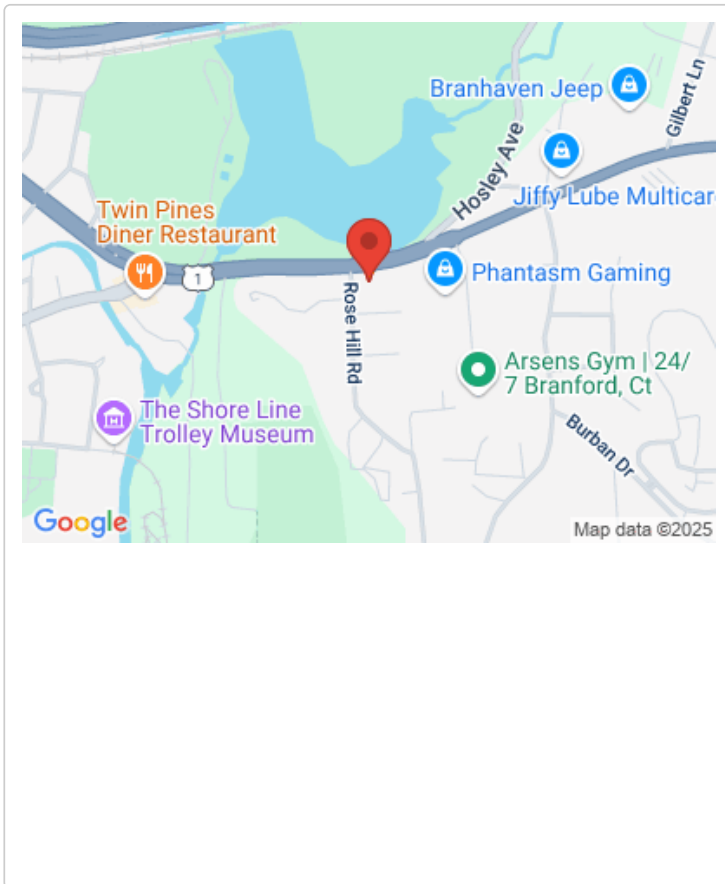 Branhaven Jeep
Gilbert Ln
Hosley Ave
Jiffy Lube Multicar
Twin Pines
Diner Restaurant
1
Phantasm Gaming
Rose Hill Rd
Arsens Gym | 24/
7 Branford, Ct
The Shore Line
Trolley Museum
Burban Dr
Google
Map data ©2025